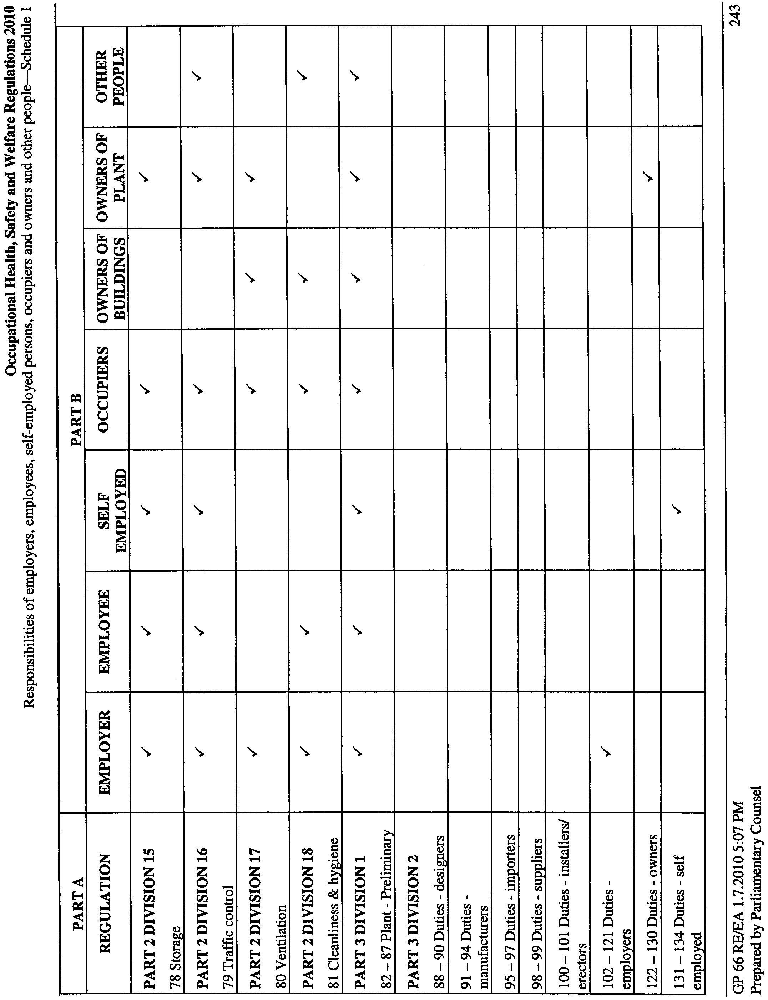 Occupational Health, Safety and Welfare Regulations 2010
Responsibilities of employers, employees, self-employed persons, occupiers and owners and other people—Schedule 1
PART A PART B
REGULATION EMPLOYER EMPLOYEE SELF EMPLOYED OCCUPIERS OWNERS OF BUILDINGS OWNERS OF PLANT OTHER PEOPLE
PART 2 DIVISION 15 ✓ ✓ ✓ ✓ ✓
78 Storage
PART 2 DIVISION 16 ✓ ✓ ✓ ✓ ✓ ✓
79 Traffic control
PART 2 DIVISION 17 ✓ ✓ ✓ ✓
80 Ventilation
PART 2 DIVISION 18 ✓ ✓ ✓ ✓ ✓
81 Cleanliness & hygiene
PART 3 DIVISION 1 ✓ ✓ ✓ ✓ ✓ ✓ ✓
82 – 87 Plant - Preliminary
PART 3 DIVISION 2
88 – 90 Duties - designers
91 – 94 Duties -
manufacturers
95 – 97 Duties - importers
98 – 99 Duties - suppliers
100 – 101 Duties - installers/
erectors
102 – 121 Duties - ✓
employers
122 – 130 Duties - owners ✓
131 – 134 Duties - self ✓
employed
GP 66 RE/EA 1.7.2010 5:07 PM 243
Prepared by Parliamentary Counsel